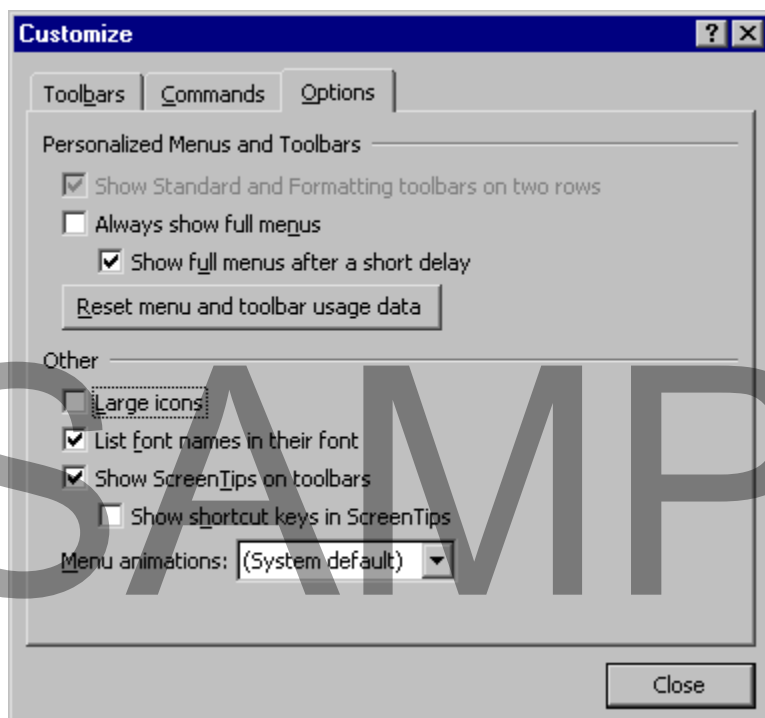 Customize
Toolbars Commands Options
Personalized Menus and Toolbars
Show Standard and Formatting toolbars on two rows
Always show full menus
Show full menus after a short delay
Reset menu and toolbar usage data
Other
Large icons
List font names in their font
Show ScreenTips on toolbars
Show shortcut keys in ScreenTips
Menu animations: (System default)
Close
SAMP